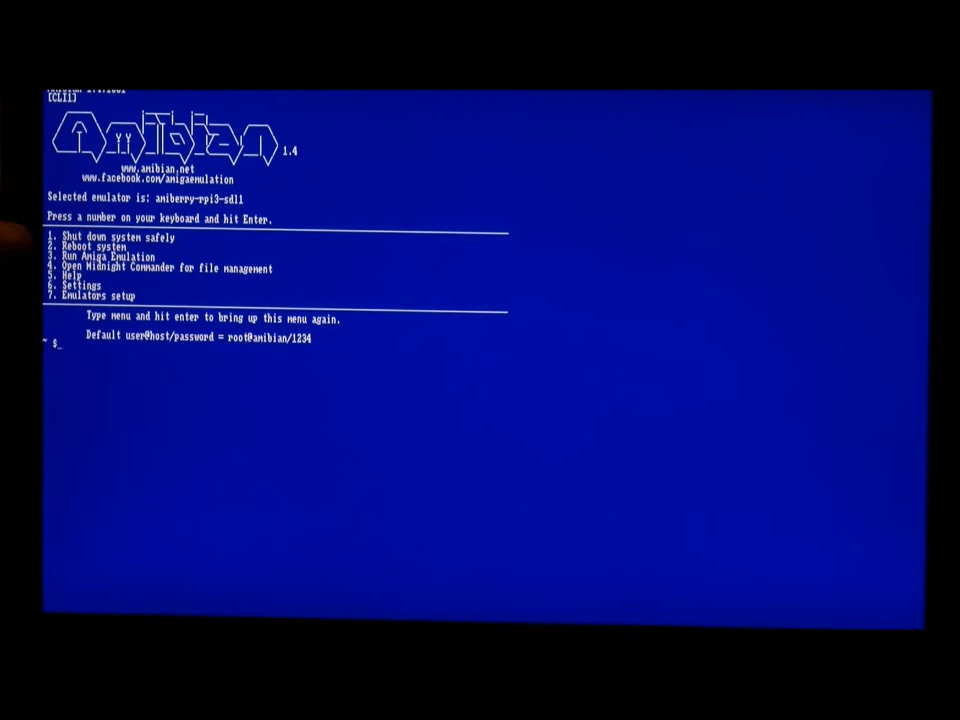 [CLI1]
Amibian 1.4
www.amibian.net
www.facebook.com/amigaemulation
Selected emulator is: amiberry-rpi3-sdl1
Press a number on your keyboard and hit Enter.
1. Shut down system safely
2. Reboot system
3. Run Amiga Emulation
4. Open Midnight Commander for file management
5. Help
6. Settings
7. Emulators setup
Type menu and hit enter to bring up this menu again.
Default user@host/password = root@amibian/1234
~ $_